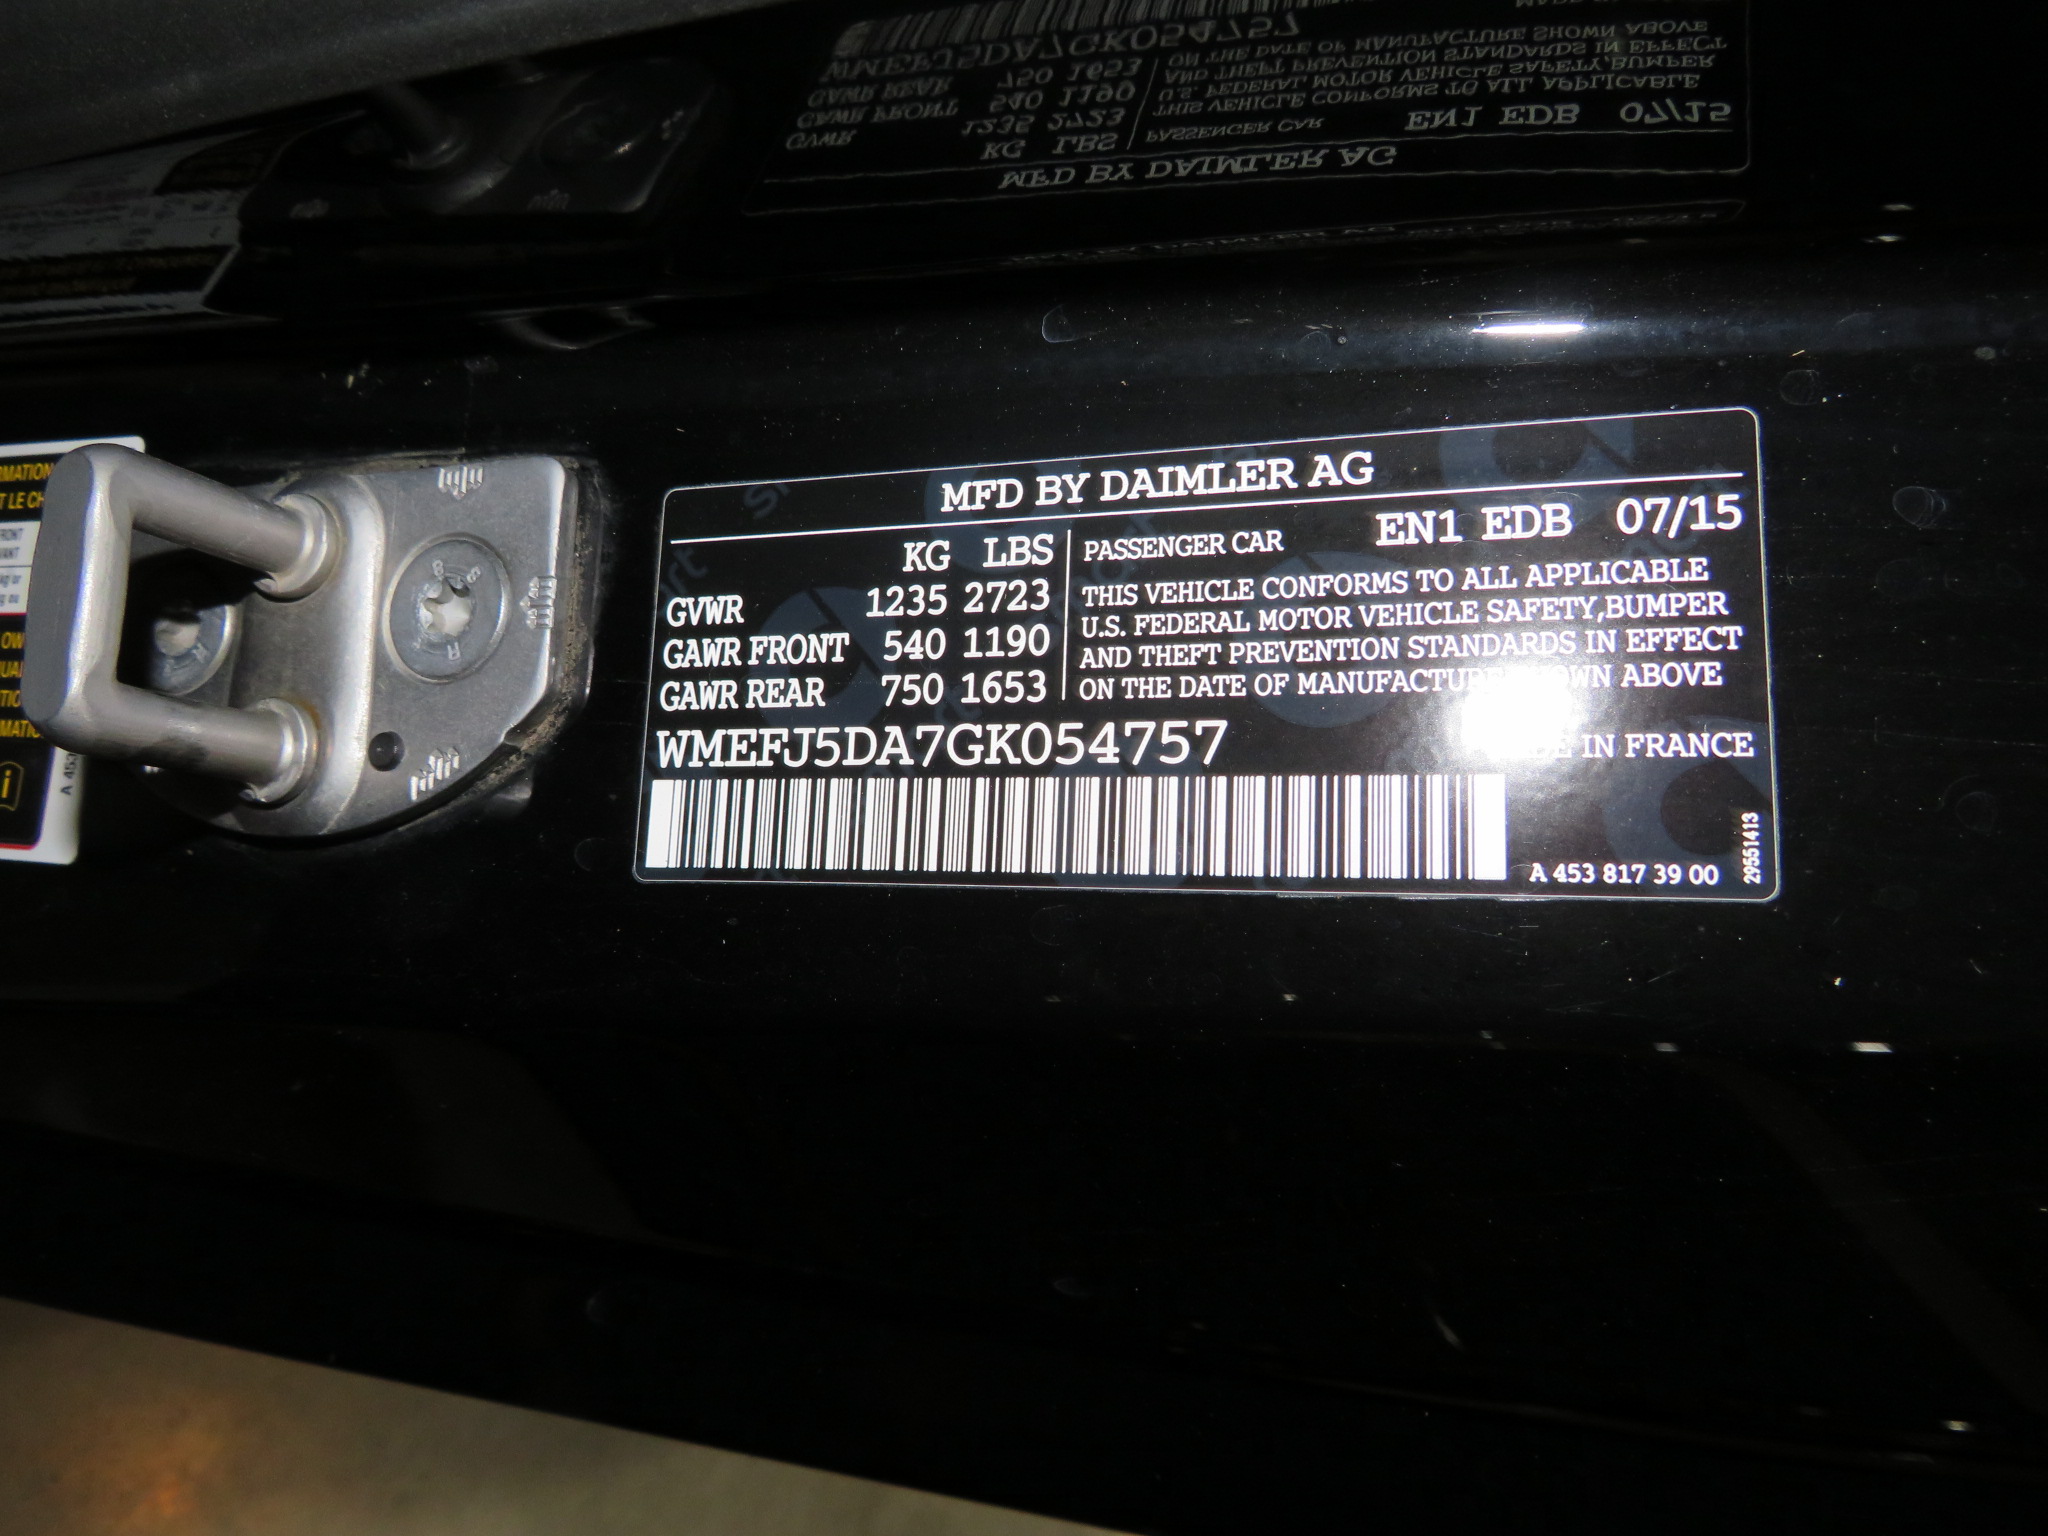 MFD BY DAIMLER AG
KG LBS
GVWR 1235 2723
GAWR FRONT 540 1190
GAWR REAR 750 1653
PASSENGER CAR EN1 EDB 07/15
THIS VEHICLE CONFORMS TO ALL APPLICABLE
U.S. FEDERAL MOTOR VEHICLE SAFETY,BUMPER
AND THEFT PREVENTION STANDARDS IN EFFECT
ON THE DATE OF MANUFACTURE SHOWN ABOVE
WMEFJ5DA7GK054757
IN FRANCE
A 453 817 39 00
29551413